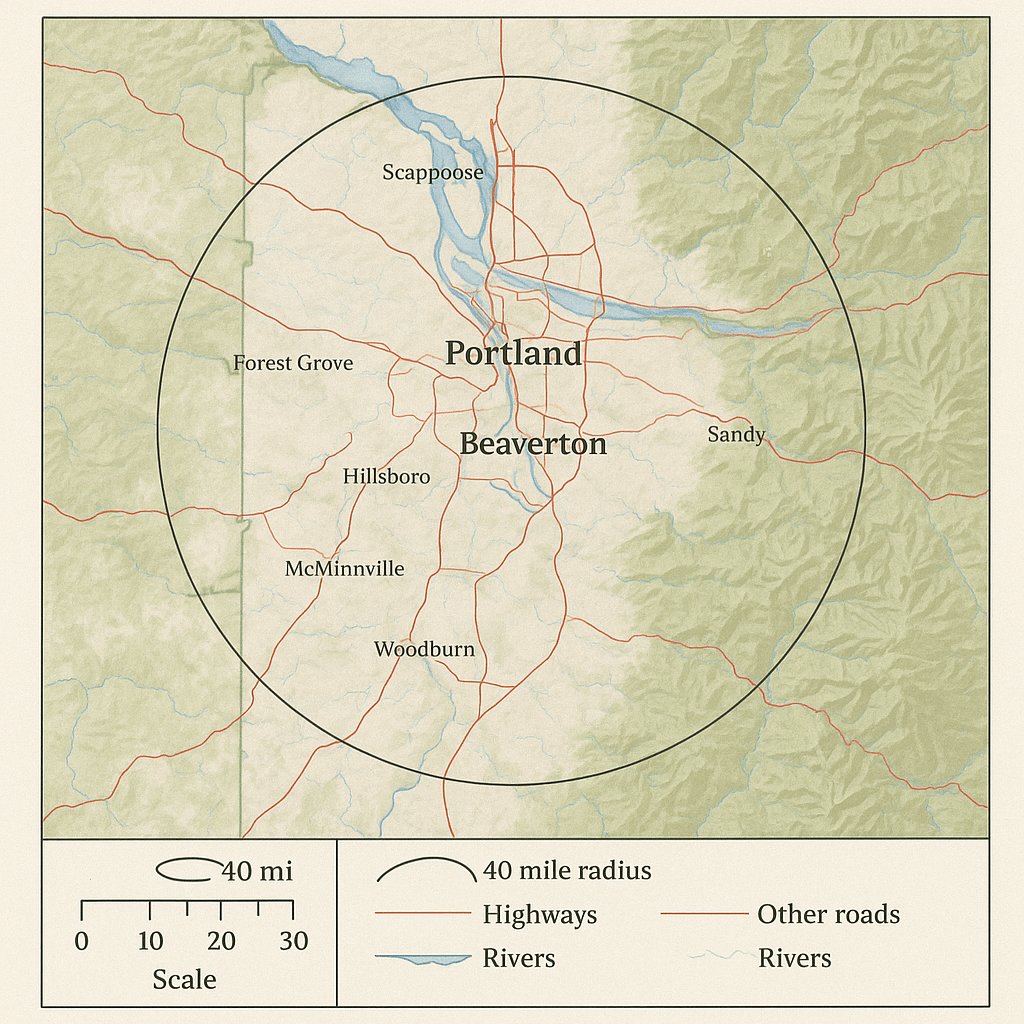 Scappoose
Portland
Forest Grove
Beaverton
Sandy
Hillsboro
McMinnville
Woodburn
40 mi
0 10 20 30
Scale
40 mile radius
Highways
Other roads
Rivers
Rivers